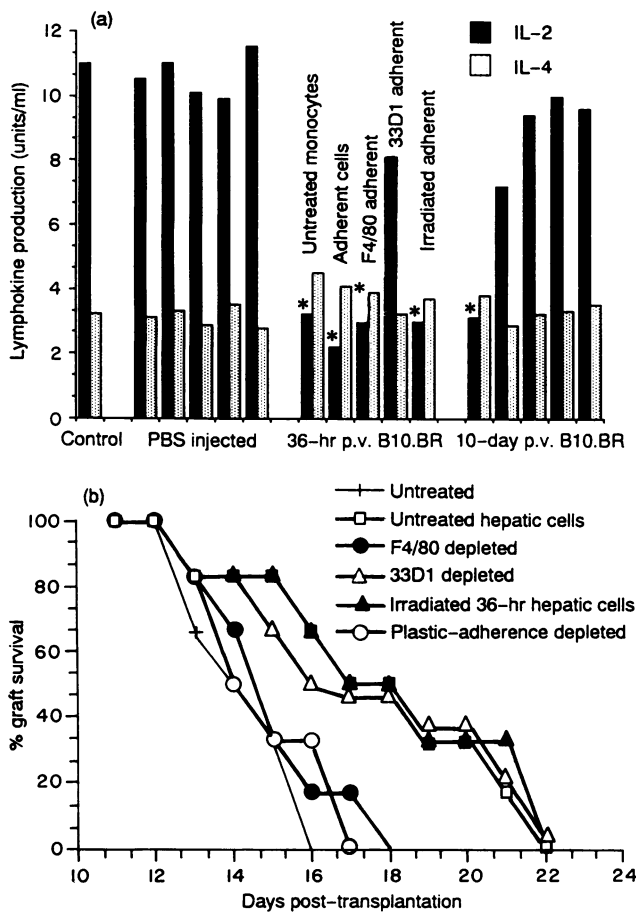 (a)
IL-2
IL-4
Lymphokine production (units/ml)
12
10
8
6
4
2
0
Untreated monocytes
Adherent cells
F4/80 adherent
33D1 adherent
Irradiated adherent
*
*
*
*
*
Control
PBS injected
36-hr p.v. B10.BR
10-day p.v. B10.BR
(b)
Untreated
Untreated hepatic cells
F4/80 depleted
33D1 depleted
Irradiated 36-hr hepatic cells
Plastic-adherence depleted
% graft survival
100
80
60
40
20
0
10
12
14
16
18
20
22
24
Days post-transplantation